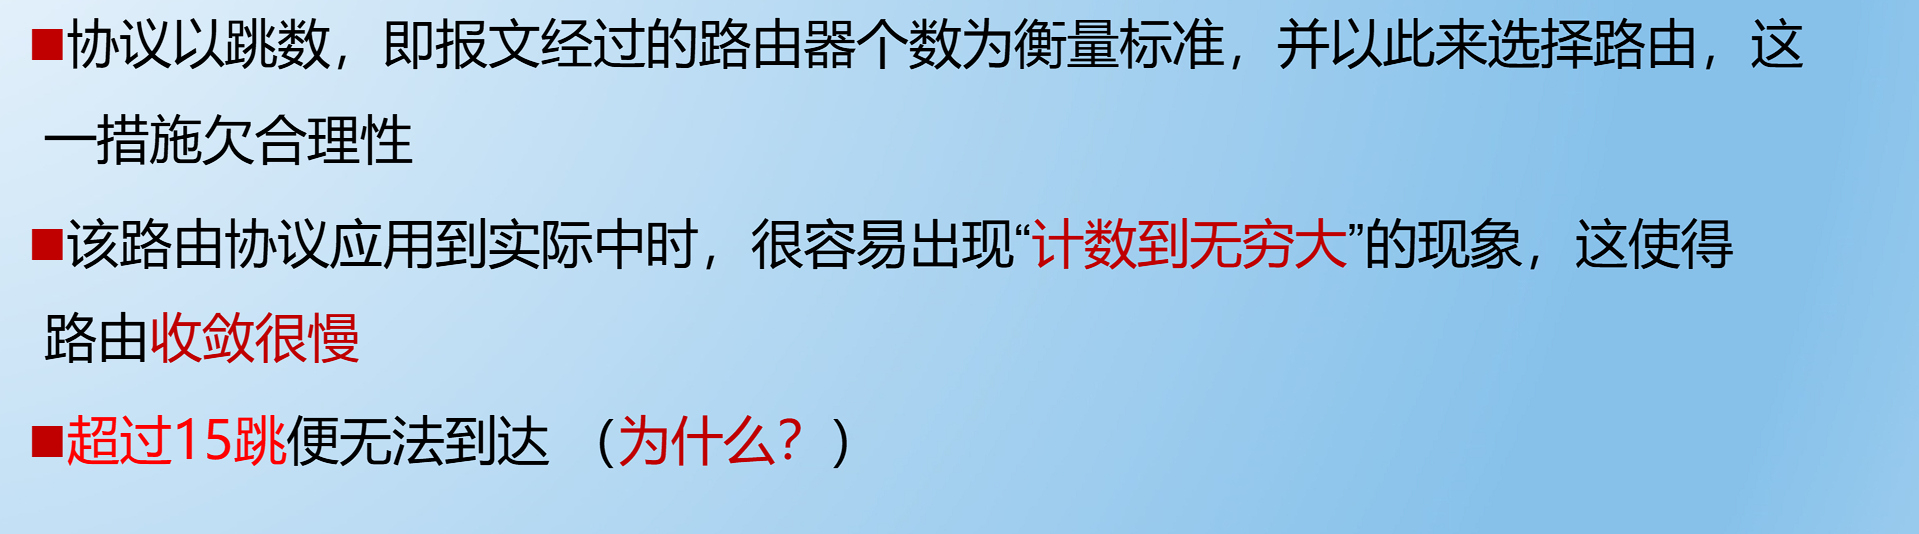 ■协议以跳数，即报文经过的路由器个数为衡量标准，并以此来选择路由，这
一措施欠合理性
■该路由协议应用到实际中时，很容易出现“计数到无穷大”的现象，这使得
路由收敛很慢
■超过15跳便无法到达 （为什么？）